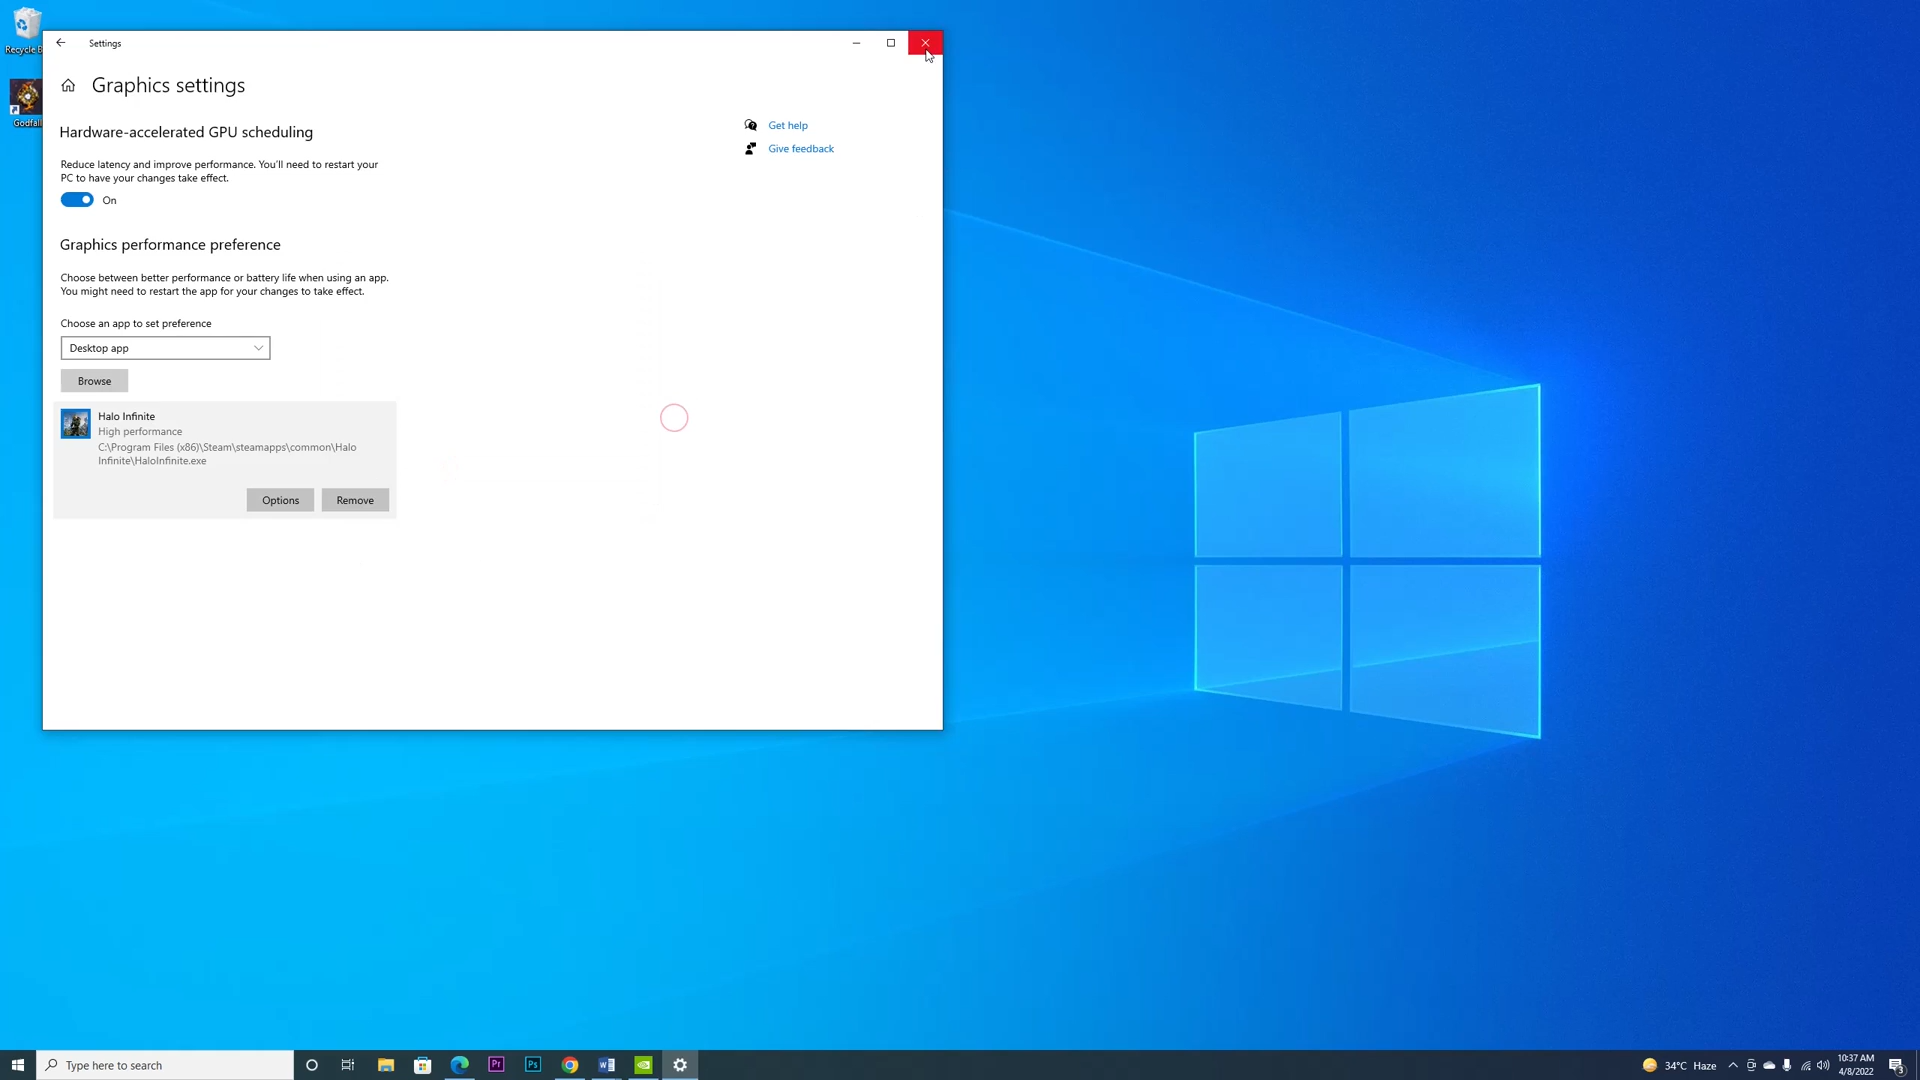 Recycle B
Godfall
Settings
Graphics settings
Hardware-accelerated GPU scheduling
Reduce latency and improve performance. You'll need to restart your
PC to have your changes take effect.
On
Graphics performance preference
Choose between better performance or battery life when using an app.
You might need to restart the app for your changes to take effect.
Choose an app to set preference
Desktop app
Browse
Halo Infinite
High performance
C:\Program Files (x86)\Steam\steamapps\common\Halo
Infinite\HaloInfinite.exe
Options
Remove
Get help
Give feedback
Type here to search
Pr
Ps
W
34°C Haze
10:37 AM
4/8/2022
3